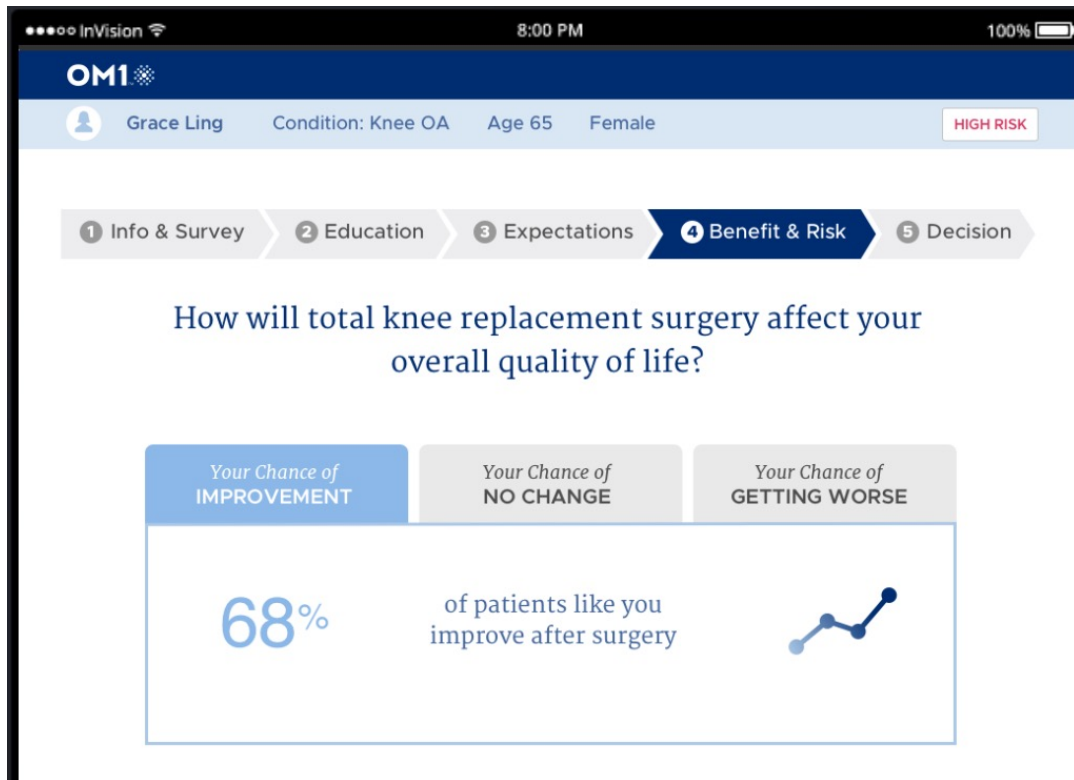 InVision 8:00 PM 100%
OM1
Grace Ling Condition: Knee OA Age 65 Female HIGH RISK
1 Info & Survey 2 Education 3 Expectations 4 Benefit & Risk 5 Decision
How will total knee replacement surgery affect your
overall quality of life?
Your Chance of Your Chance of Your Chance of
IMPROVEMENT NO CHANGE GETTING WORSE
68% of patients like you
improve after surgery